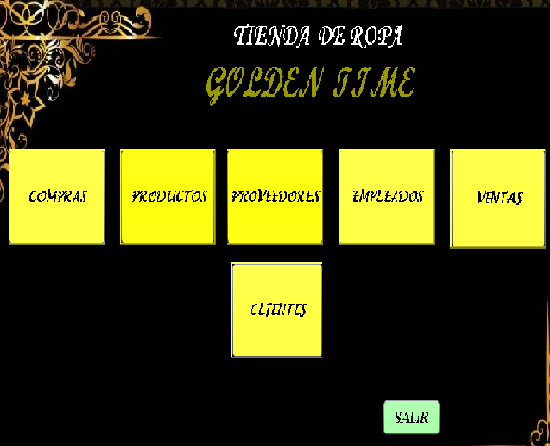 TIENDA DE ROPA
GOLDEN TIME
COMPRAS
PRODUCTOS
PROVEEDORES
EMPLEADOS
VENTAS
CLIENTES
SALIR